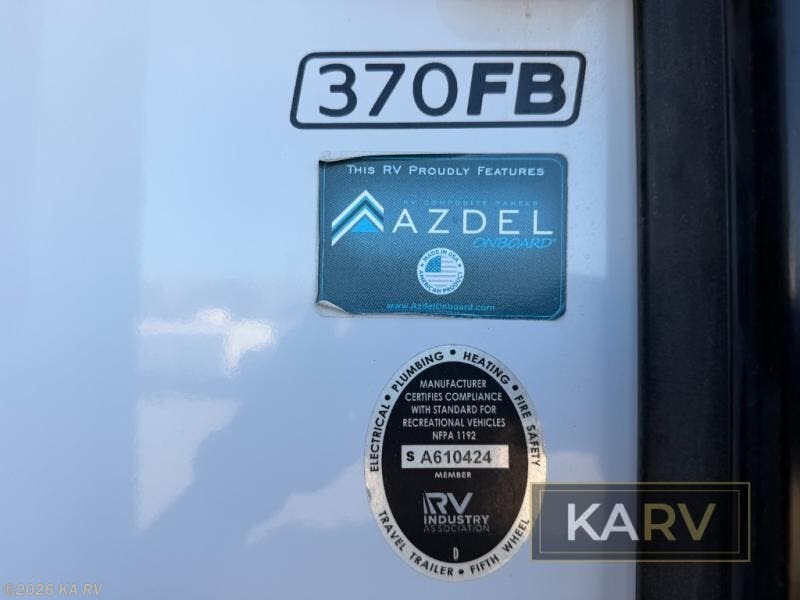 370FB
THIS RV PROUDLY FEATURES
RV COMPOSITE PANELS
AZDEL
ONBOARD®
MADE IN USA
AMERICAN PRODUCT
www.AzdelOnboard.com
ELECTRICAL • PLUMBING • HEATING • FIRE SAFETY
MANUFACTURER
CERTIFIES COMPLIANCE
WITH STANDARD FOR
RECREATIONAL VEHICLES
NFPA 1192
S A610424
MEMBER
RV
INDUSTRY
ASSOCIATION
D
TRAVEL TRAILER • FIFTH WHEEL
KARV
©2026 KA RV